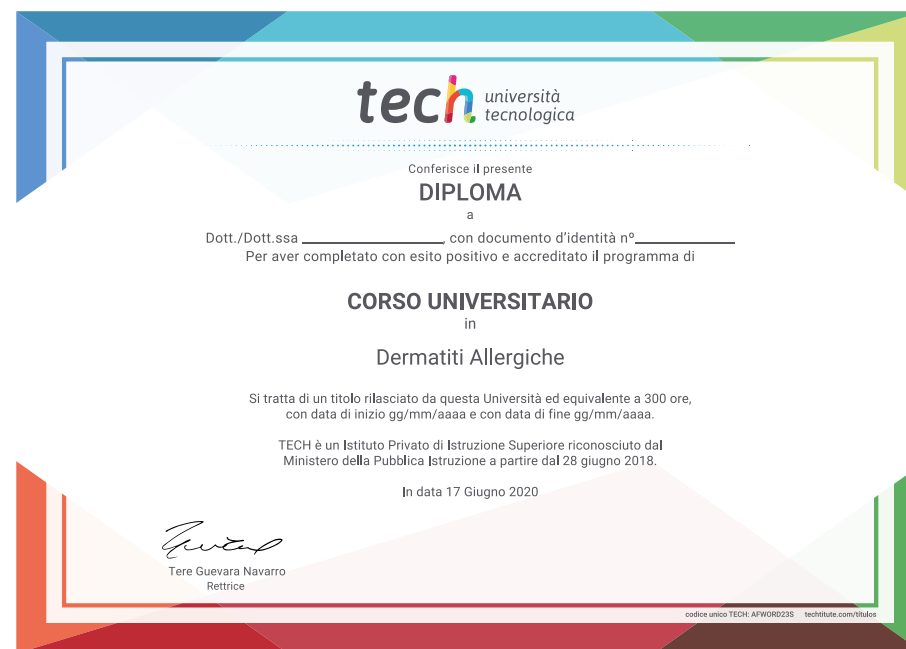 tech università
tecnologica
Conferisce il presente
DIPLOMA
a
Dott./Dott.ssa ____________________, con documento d'identità nº______________
Per aver completato con esito positivo e accreditato il programma di
CORSO UNIVERSITARIO
in
Dermatiti Allergiche
Si tratta di un titolo rilasciato da questa Università ed equivalente a 300 ore,
con data di inizio gg/mm/aaaa e con data di fine gg/mm/aaaa.
TECH è un Istituto Privato di Istruzione Superiore riconosciuto dal
Ministero della Pubblica Istruzione a partire dal 28 giugno 2018.
In data 17 Giugno 2020
Tere Guevara Navarro
Rettrice
codice unico TECH: AFWORD23S techtitute.com/titulos